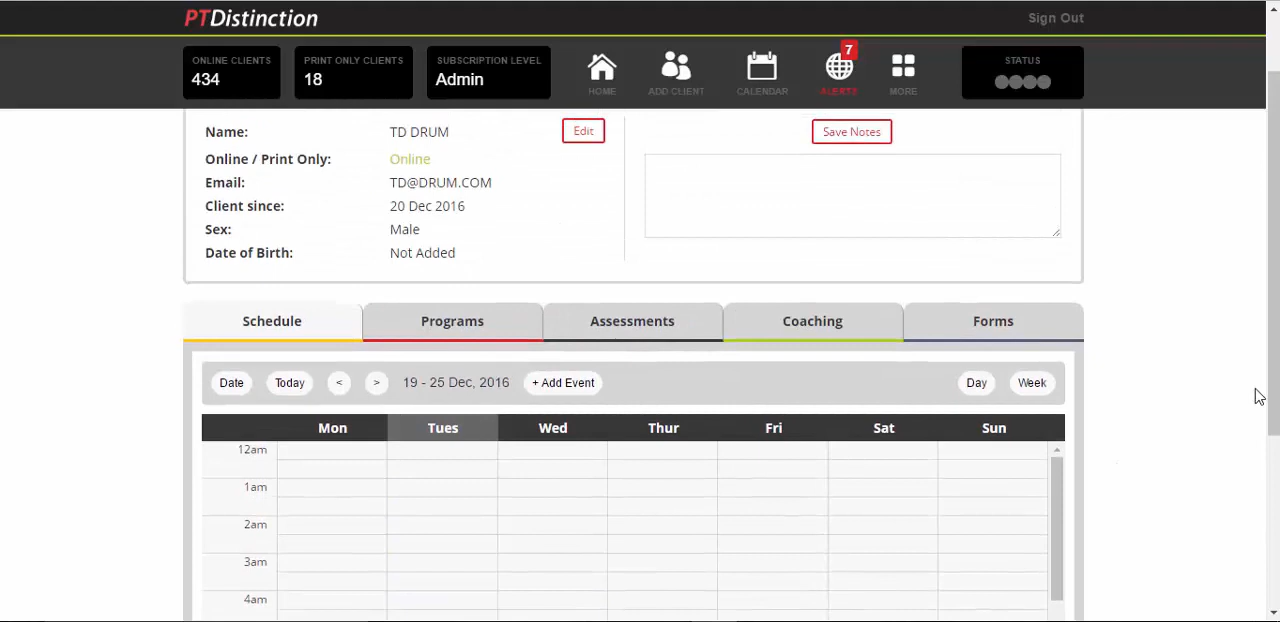 PTDistinction
Sign Out
ONLINE CLIENTS
434
PRINT ONLY CLIENTS
18
SUBSCRIPTION LEVEL
Admin
HOME
ADD CLIENT
CALENDAR
7
ALERTS
MORE
STATUS
Name: TD DRUM Edit
Save Notes
Online / Print Only: Online
Email: TD@DRUM.COM
Client since: 20 Dec 2016
Sex: Male
Date of Birth: Not Added
Schedule Programs Assessments Coaching Forms
Date Today < > 19 - 25 Dec, 2016 + Add Event Day Week
Mon Tues Wed Thur Fri Sat Sun
12am
1am
2am
3am
4am